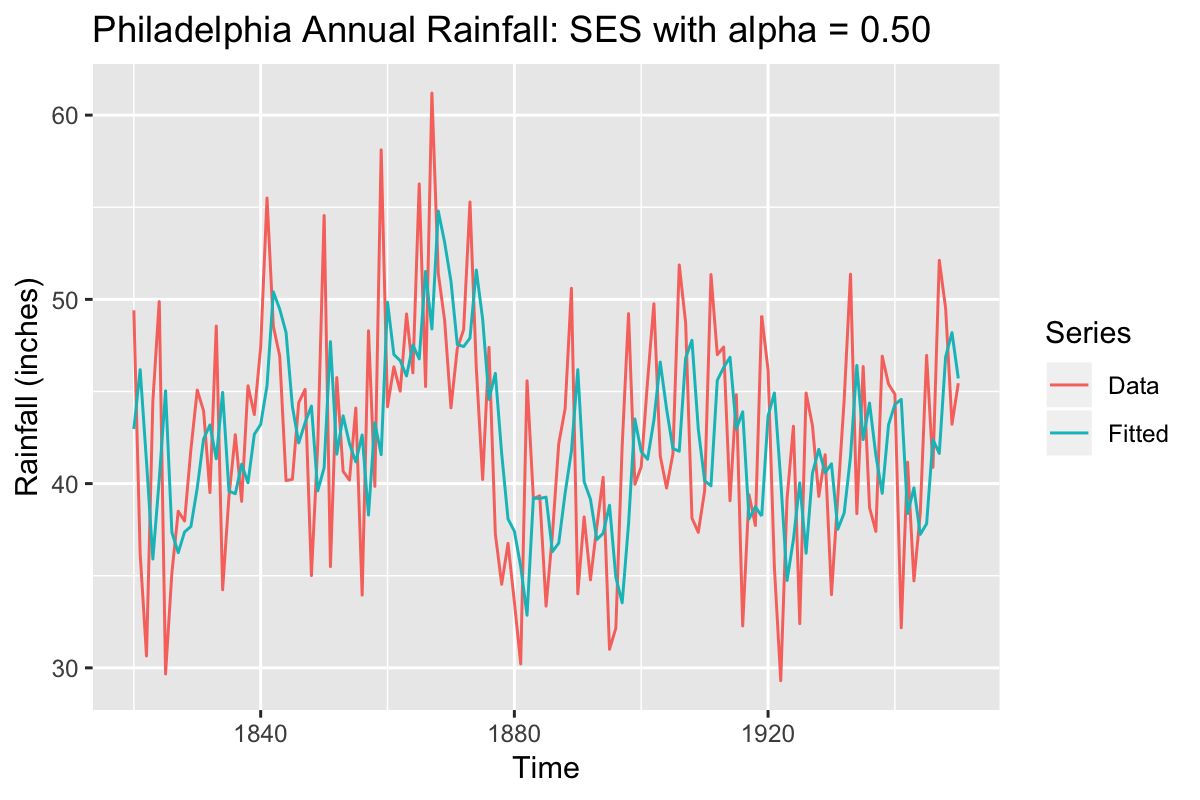 Philadelphia Annual Rainfall: SES with alpha = 0.50
Rainfall (inches)
60
50
40
30
1840
1880
1920
Time
Series
Data
Fitted